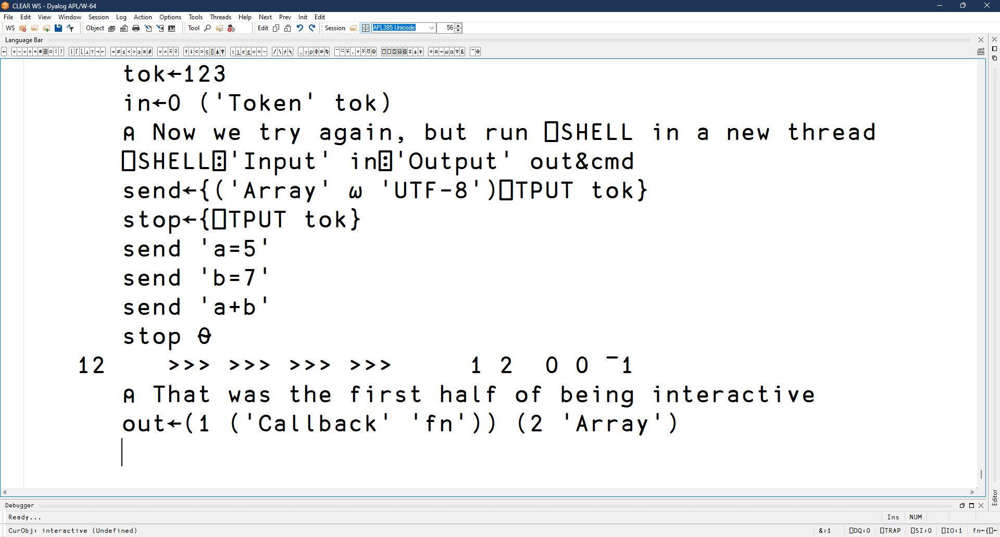 CLEAR WS - Dyalog APL/W-64
File Edit View Window Session Log Action Options Tools Threads Help Next Prev Init Edit
WS Object Tool Edit Session APL385 Unicode 56
Language Bar
tok←123
in←0 ('Token' tok)
⍝ Now we try again, but run ⎕SHELL in a new thread
⎕SHELL⍠'Input' in⍠'Output' out&cmd
send←{('Array' ⍵ 'UTF-8')⎕TPUT tok}
stop←{⎕TPUT tok}
send 'a=5'
send 'b=7'
send 'a+b'
stop ⍬
12    >>> >>> >>> >>>     1 2  0 0 ¯1
⍝ That was the first half of being interactive
out←(1 ('Callback' 'fn')) (2 'Array')
Editor
Debugger
Ready...
Ins NUM
CurObj: interactive (Undefined)
&:1 ⎕DQ:0 ⎕TRAP ⎕SI:0 ⎕IO:1 fn←{⎕←